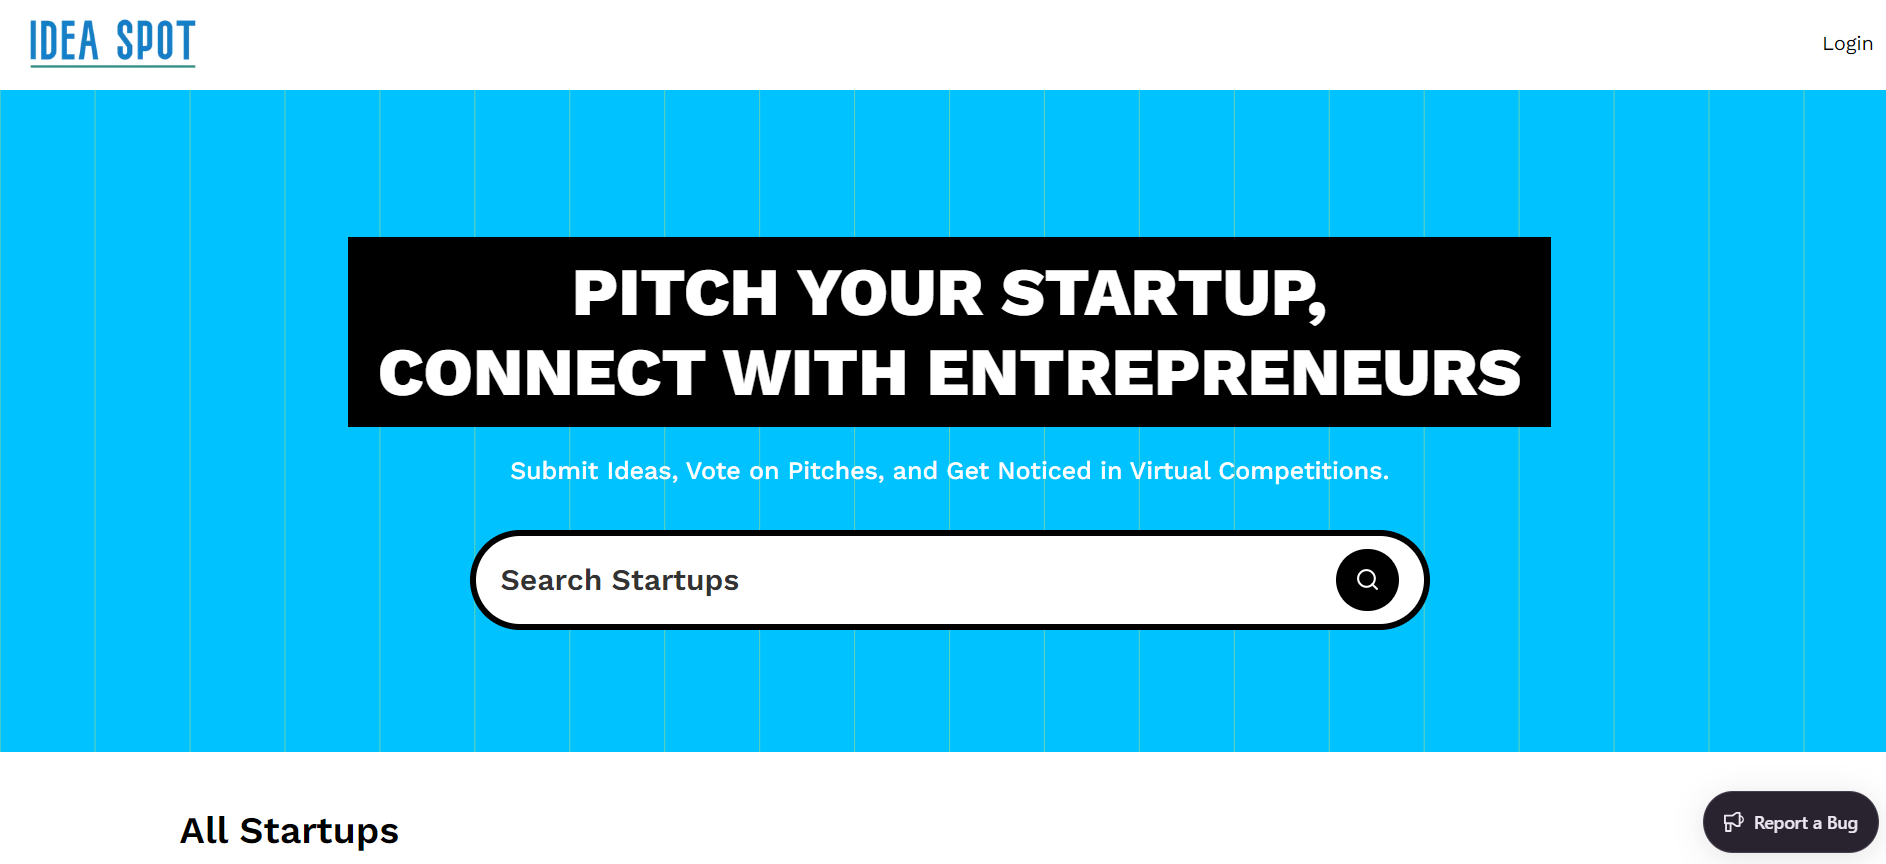 IDEA SPOT
Login
PITCH YOUR STARTUP,
CONNECT WITH ENTREPRENEURS
Submit Ideas, Vote on Pitches, and Get Noticed in Virtual Competitions.
Search Startups
All Startups
Report a Bug